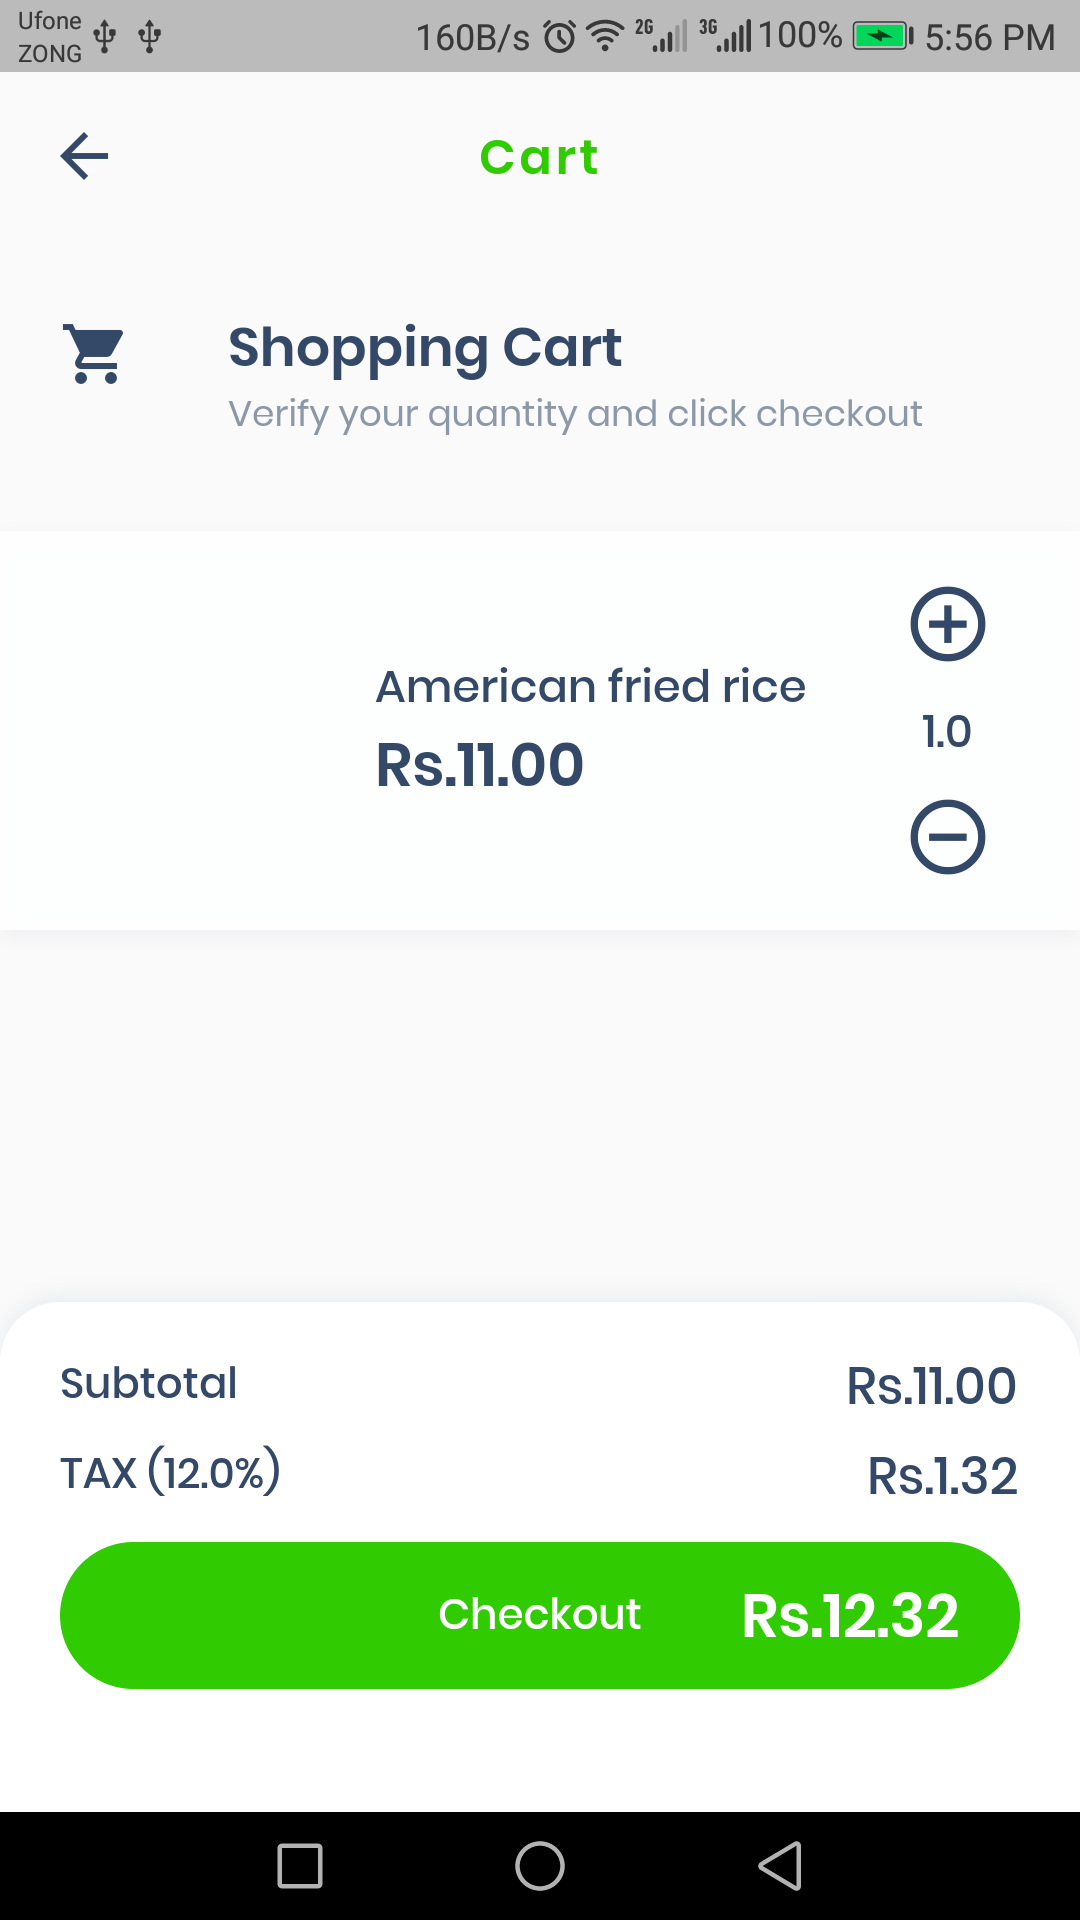 Ufone
ZONG
160B/s 2G 3G 100% 5:56 PM
Cart
Shopping Cart
Verify your quantity and click checkout
American fried rice
Rs.11.00
1.0
Subtotal Rs.11.00
TAX (12.0%) Rs.1.32
Checkout Rs.12.32